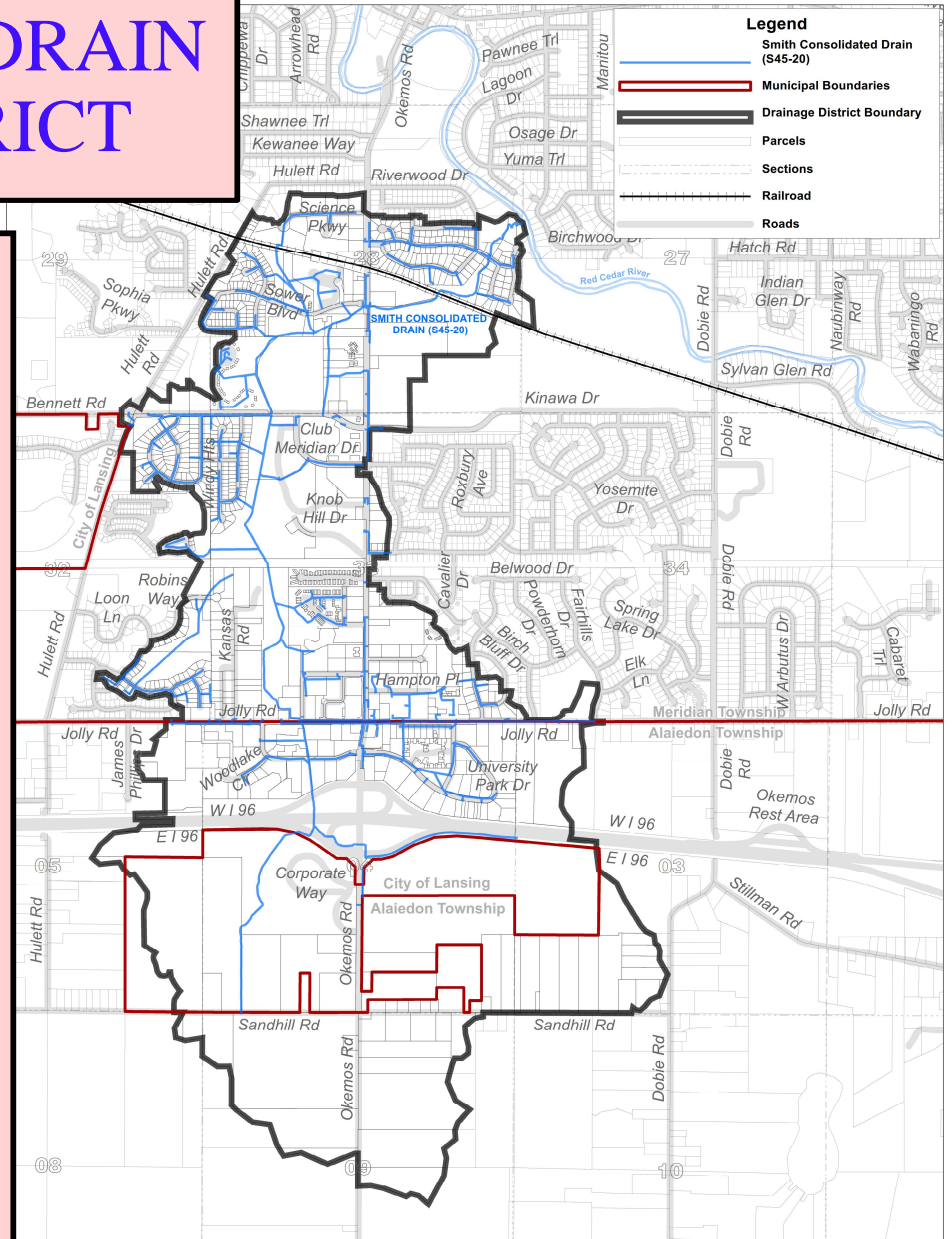 DRAIN
RICT
Legend
Smith Consolidated Drain
(S45-20)
Municipal Boundaries
Drainage District Boundary
Parcels
Sections
Railroad
Roads
Chippewa
Dr
Arrowhead
Rd
Okemos Rd
Pawnee Trl
Lagoon
Dr
Manitou
Shawnee Trl
Kewanee Way
Osage Dr
Yuma Trl
Hulett Rd
Riverwood Dr
Science
Pkwy
Birchwood Dr
Hatch Rd
29
28
27
Hulett Rd
Red Cedar River
Sophia
Pkwy
Sower
Blvd
Indian
Glen Dr
Naubinway
Rd
Wabaningo
Rd
Dobie Rd
SMITH CONSOLIDATED
DRAIN (S45-20)
Hulett
Rd
Sylvan Glen Rd
Bennett Rd
Kinawa Dr
Club
Meridian Dr
Dobie
Rd
City of Lansing
Windy Hts
Roxbury
Ave
Yosemite
Dr
Knob
Hill Dr
32
34
Belwood Dr
Robins
Way
Loon
Ln
Cavalier
Dr
Dobie Rd
Hulett Rd
Kansas
Rd
Powderhorn
Dr
Fairhills
Dr
Spring
Lake Dr
Birch
Bluff Dr
Elk
Ln
W Arbutus Dr
Cabaret
Trl
Hampton Pl
Jolly Rd
Meridian Township
Jolly Rd
Jolly Rd
Jolly Rd
Alaiedon Township
James
Phillips Dr
Woodlake
Cir
University
Park Dr
Dobie
Rd
Okemos
Rest Area
W I 96
W I 96
E I 96
E I 96
05
04
03
Corporate
Way
City of Lansing
Alaiedon Township
Stillman Rd
Hulett Rd
Okemos Rd
Sandhill Rd
Sandhill Rd
Okemos Rd
Dobie Rd
08
09
10